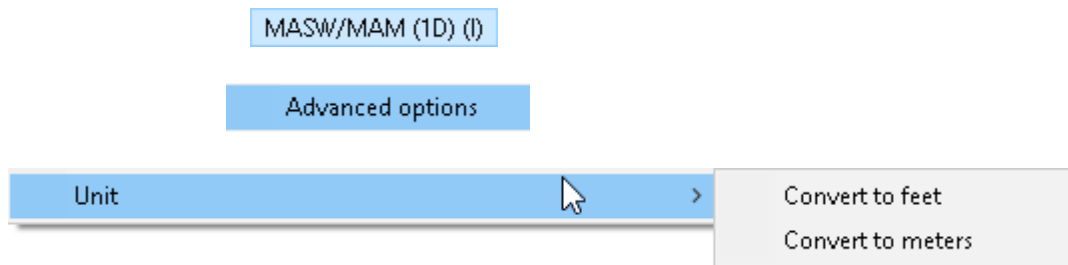 MASW/MAM (1D) (I)
Advanced options
Unit
Convert to feet
Convert to meters